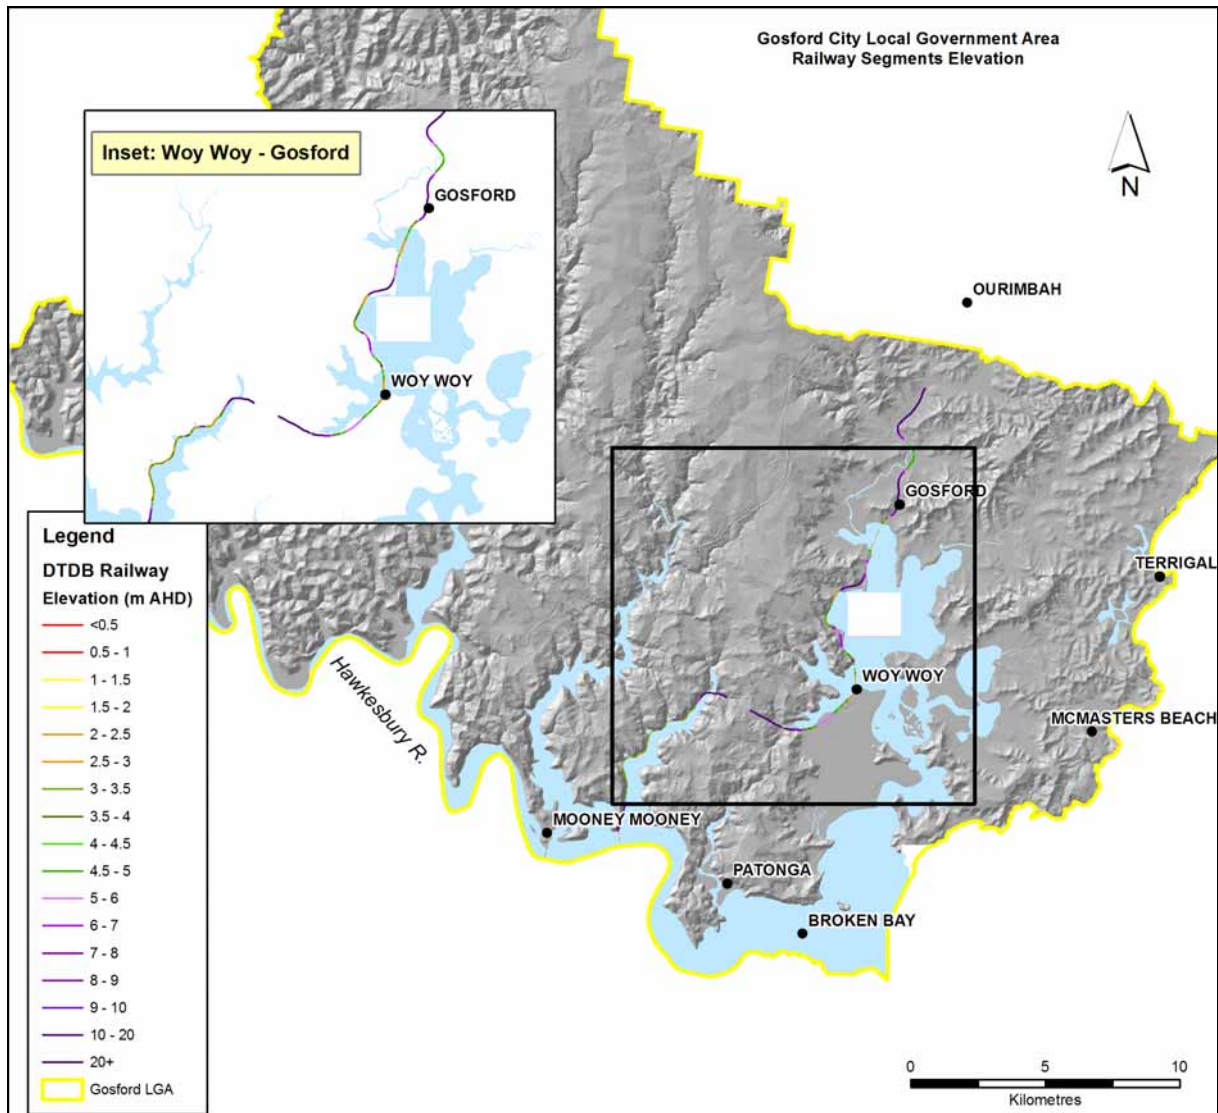 Gosford City Local Government Area
Railway Segments Elevation
Inset: Woy Woy - Gosford
GOSFORD
WOY WOY
N
OURIMBAH
GOSFORD
TERRIGAL
WOY WOY
MCMASTERS BEACH
Hawkesbury R.
MOONEY MOONEY
PATONGA
BROKEN BAY
Legend
DTDB Railway
Elevation (m AHD)
<0.5
0.5 - 1
1 - 1.5
1.5 - 2
2 - 2.5
2.5 - 3
3 - 3.5
3.5 - 4
4 - 4.5
4.5 - 5
5 - 6
6 - 7
7 - 8
8 - 9
9 - 10
10 - 20
20+
Gosford LGA
0 5 10
Kilometres